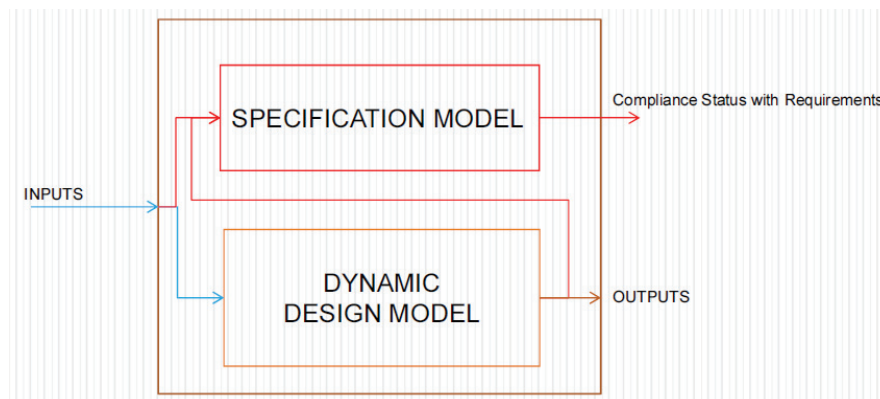 SPECIFICATION MODEL
Compliance Status with Requirements
INPUTS
DYNAMIC
DESIGN MODEL
OUTPUTS